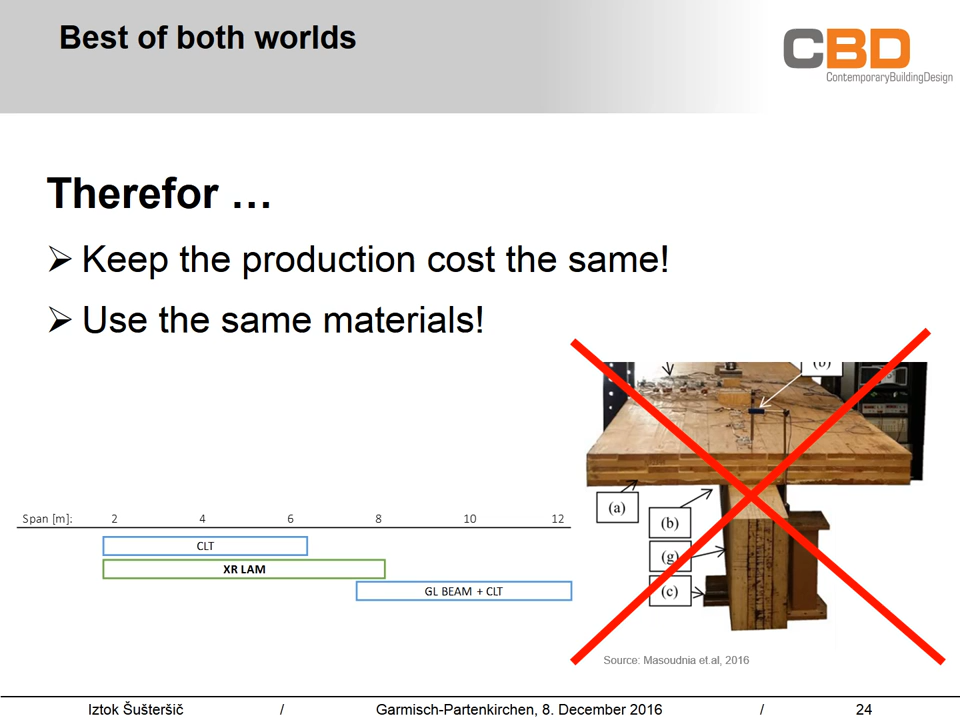 Best of both worlds
CBD
ContemporaryBuildingDesign
Therefor …
➢ Keep the production cost the same!
➢ Use the same materials!
(b)
(a)
(b)
(g)
(c)
Span [m]: 2 4 6 8 10 12
CLT
XR LAM
GL BEAM + CLT
Source: Masoudnia et.al, 2016
Iztok Šušteršič / Garmisch-Partenkirchen, 8. December 2016 / 24